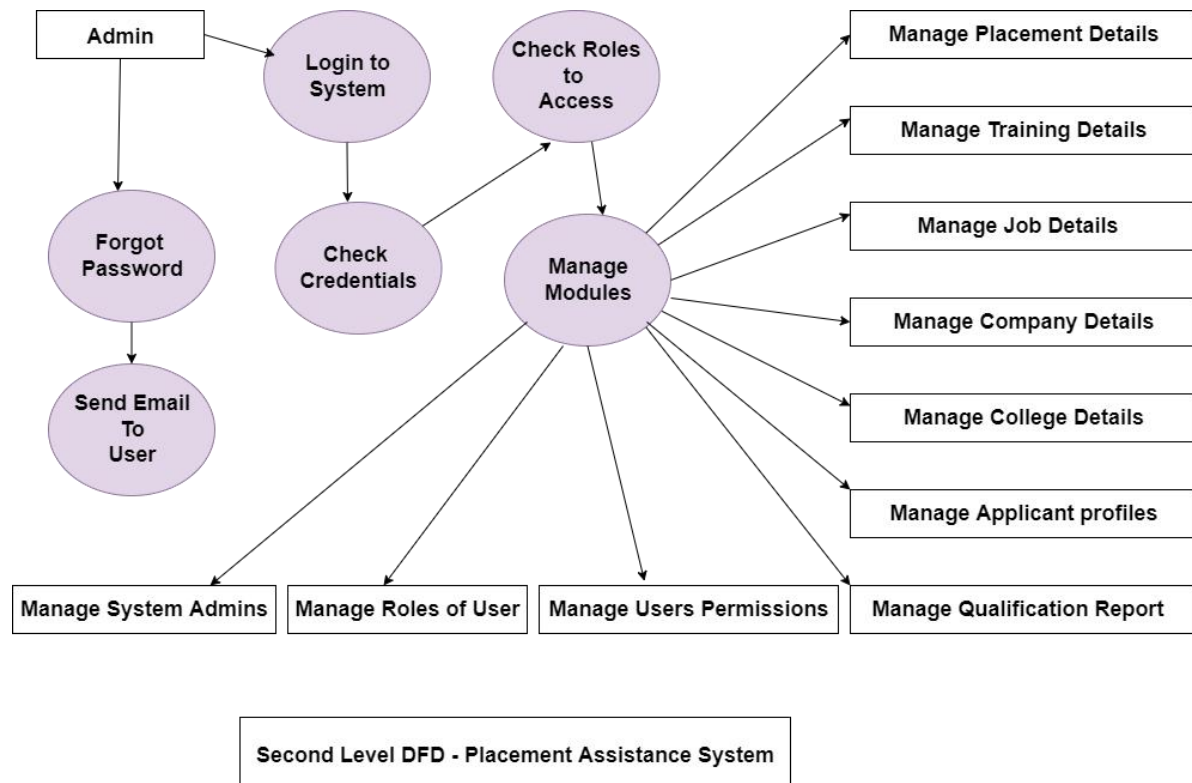 Admin
Login to
System
Check Roles
to
Access
Manage Placement Details
Manage Training Details
Manage Job Details
Forgot
Password
Check
Credentials
Manage
Modules
Manage Company Details
Send Email
To
User
Manage College Details
Manage Applicant profiles
Manage System Admins
Manage Roles of User
Manage Users Permissions
Manage Qualification Report
Second Level DFD - Placement Assistance System